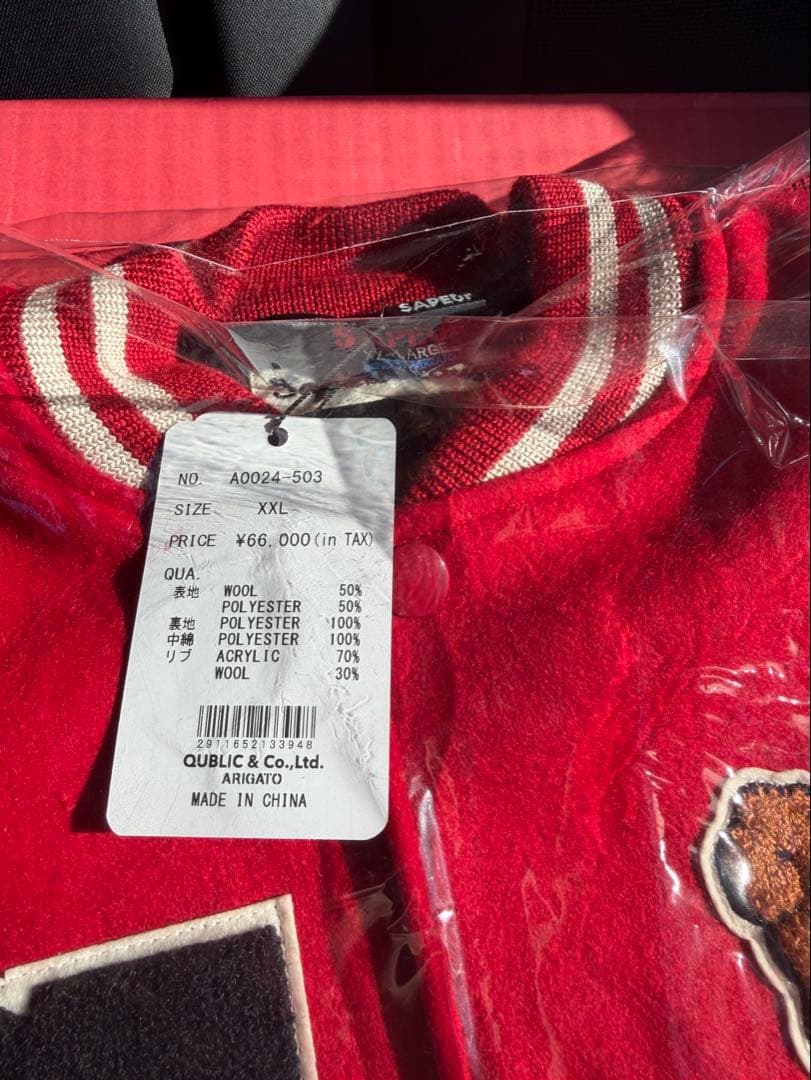 SAPEUR
NO. A0024-503
SIZE XXL
PRICE ¥66,000(in TAX)
QUA.
表地 WOOL 50%
POLYESTER 50%
裏地 POLYESTER 100%
中綿 POLYESTER 100%
リブ ACRYLIC 70%
WOOL 30%
2911652133948
QUBLIC & Co.,Ltd.
ARIGATO
MADE IN CHINA